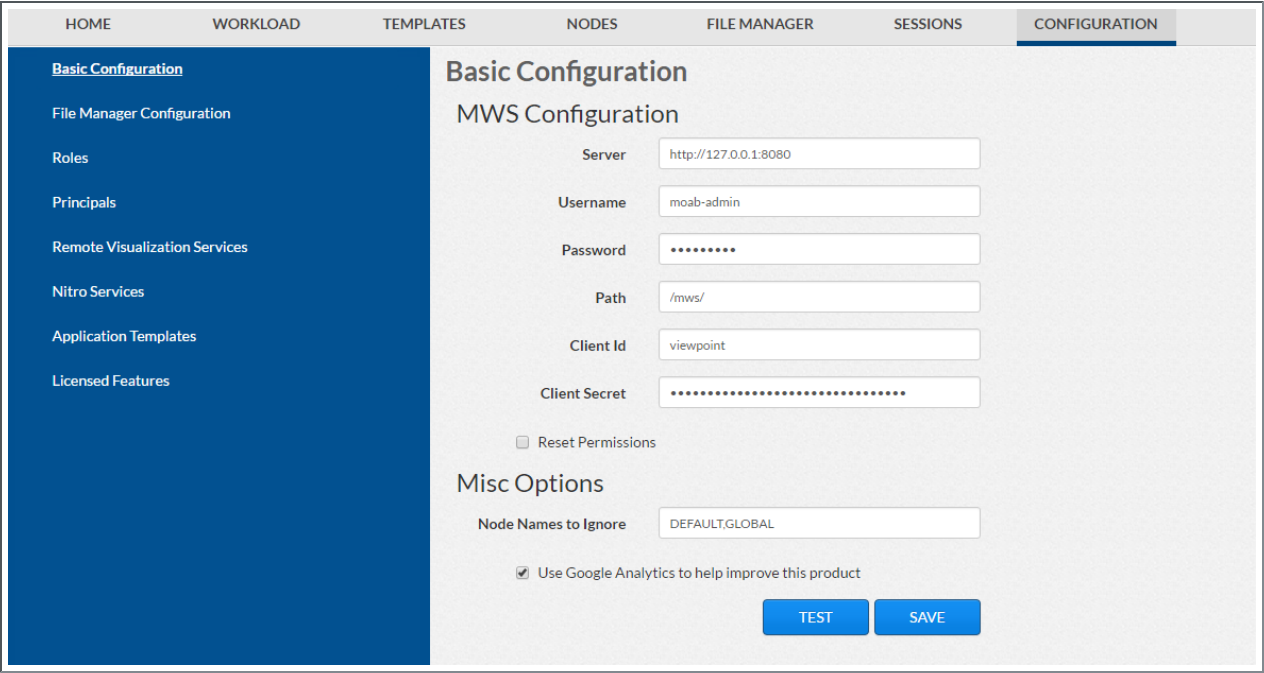 HOME WORKLOAD TEMPLATES NODES FILE MANAGER SESSIONS CONFIGURATION
Basic Configuration
File Manager Configuration
Roles
Principals
Remote Visualization Services
Nitro Services
Application Templates
Licensed Features
Basic Configuration
MWS Configuration
Server http://127.0.0.1:8080
Username moab-admin
Password •••••••••
Path /mws/
Client Id viewpoint
Client Secret ••••••••••••••••••••••••••••••••
Reset Permissions
Misc Options
Node Names to Ignore DEFAULT,GLOBAL
Use Google Analytics to help improve this product
TEST SAVE